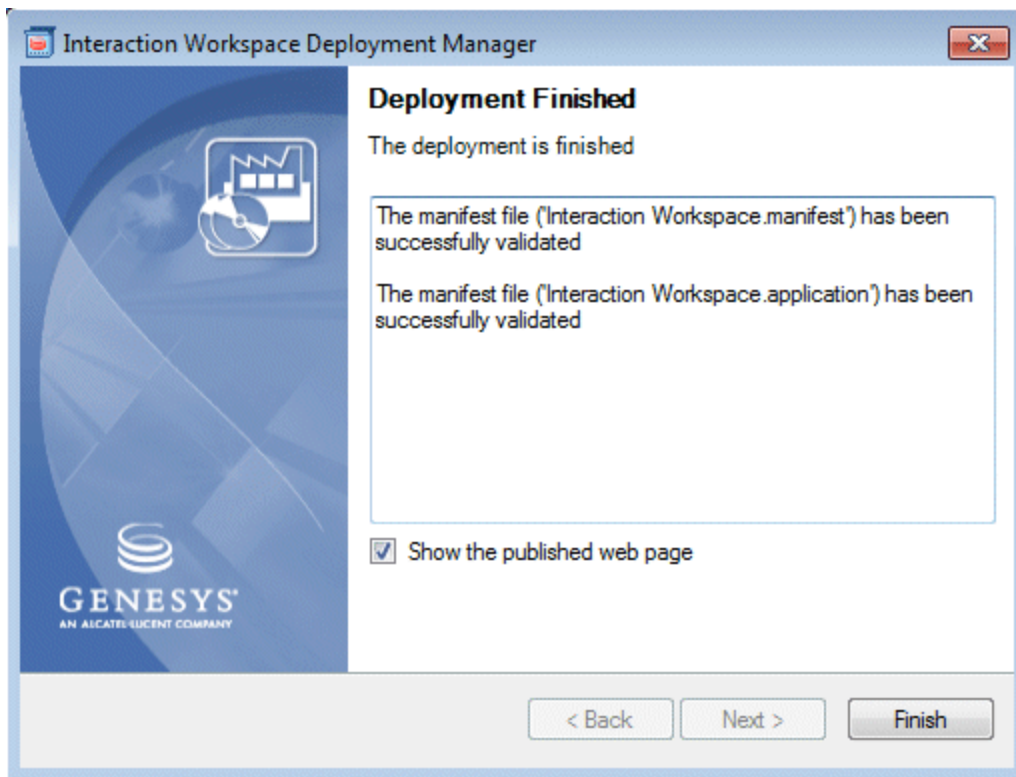 Interaction Workspace Deployment Manager
Deployment Finished
The deployment is finished
The manifest file ('Interaction Workspace.manifest') has been
successfully validated
The manifest file ('Interaction Workspace.application') has been
successfully validated
Show the published web page
GENESYS
AN ALCATEL-LUCENT COMPANY
< Back
Next >
Finish